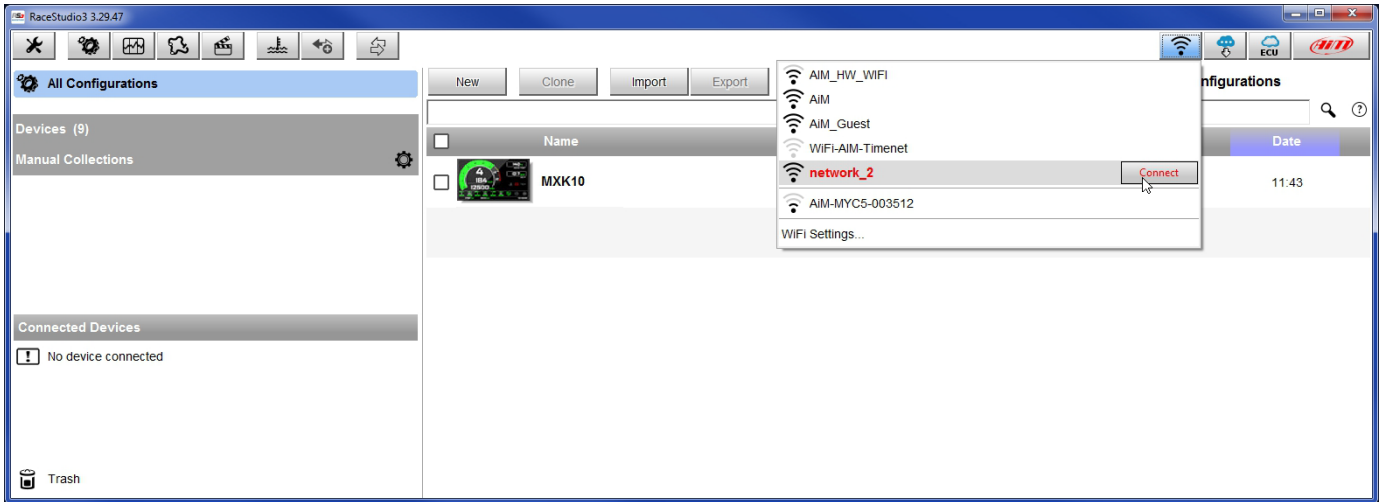 RaceStudio3 3.29.47
ECU
AiM
All Configurations
New
Clone
Import
Export
nfigurations
AiM_HW_WIFI
AiM
AiM_Guest
WiFi-AiM-Timenet
network_2
Connect
AiM-MYC5-003512
WiFi Settings...
Devices (9)
Manual Collections
Name
Date
MXK10
11:43
Connected Devices
No device connected
Trash